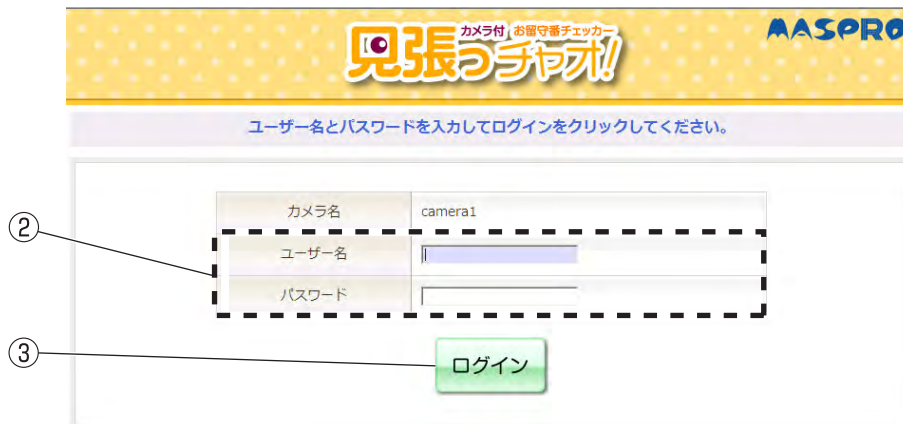 カメラ付 お留守番チェッカー
見張っチャオ!
MASPRO
ユーザー名とパスワードを入力してログインをクリックしてください。
カメラ名 camera1
② ユーザー名
パスワード
③ ログイン